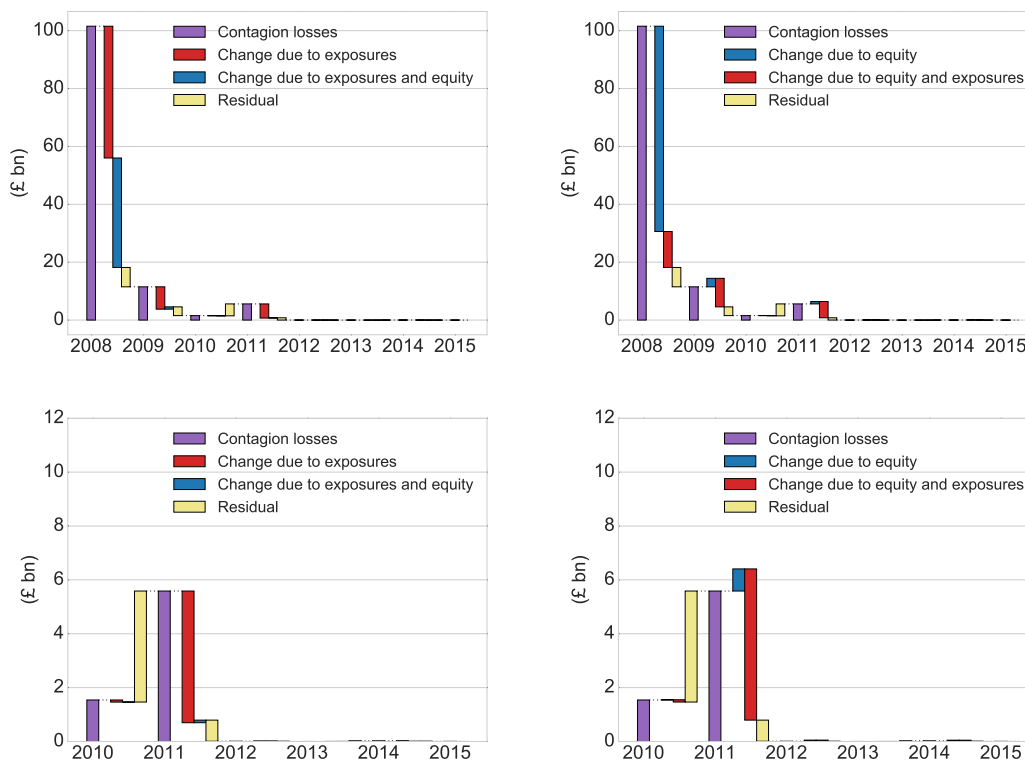 100
80
60
40
20
0
(£ bn)
Contagion losses
Change due to exposures
Change due to exposures and equity
Residual
2008 2009 2010 2011 2012 2013 2014 2015
100
80
60
40
20
0
(£ bn)
Contagion losses
Change due to equity
Change due to equity and exposures
Residual
2008 2009 2010 2011 2012 2013 2014 2015
12
10
8
6
4
2
0
(£ bn)
Contagion losses
Change due to exposures
Change due to exposures and equity
Residual
2010 2011 2012 2013 2014 2015
12
10
8
6
4
2
0
(£ bn)
Contagion losses
Change due to equity
Change due to equity and exposures
Residual
2010 2011 2012 2013 2014 2015